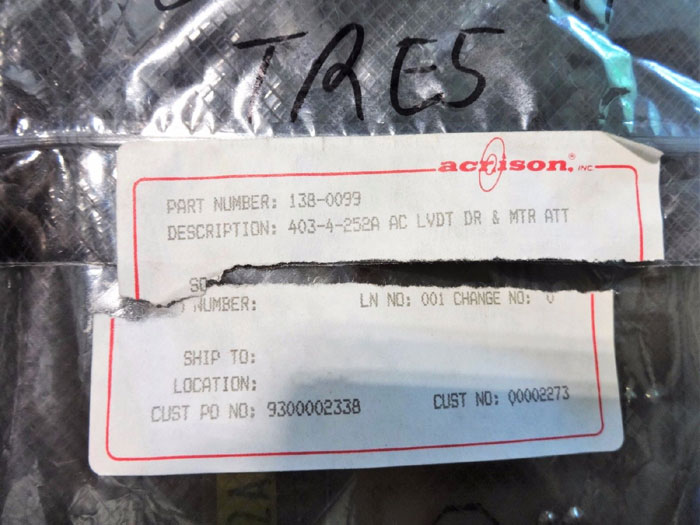 TRE5
acrison.® INC
PART NUMBER: 138-0099
DESCRIPTION: 403-4-252A AC LVDT DR & MTR ATT
NUMBER: LN NO: 001 CHANGE NO: 0
SHIP TO:
LOCATION:
CUST PO NO: 9300002338 CUST NO: 00002273